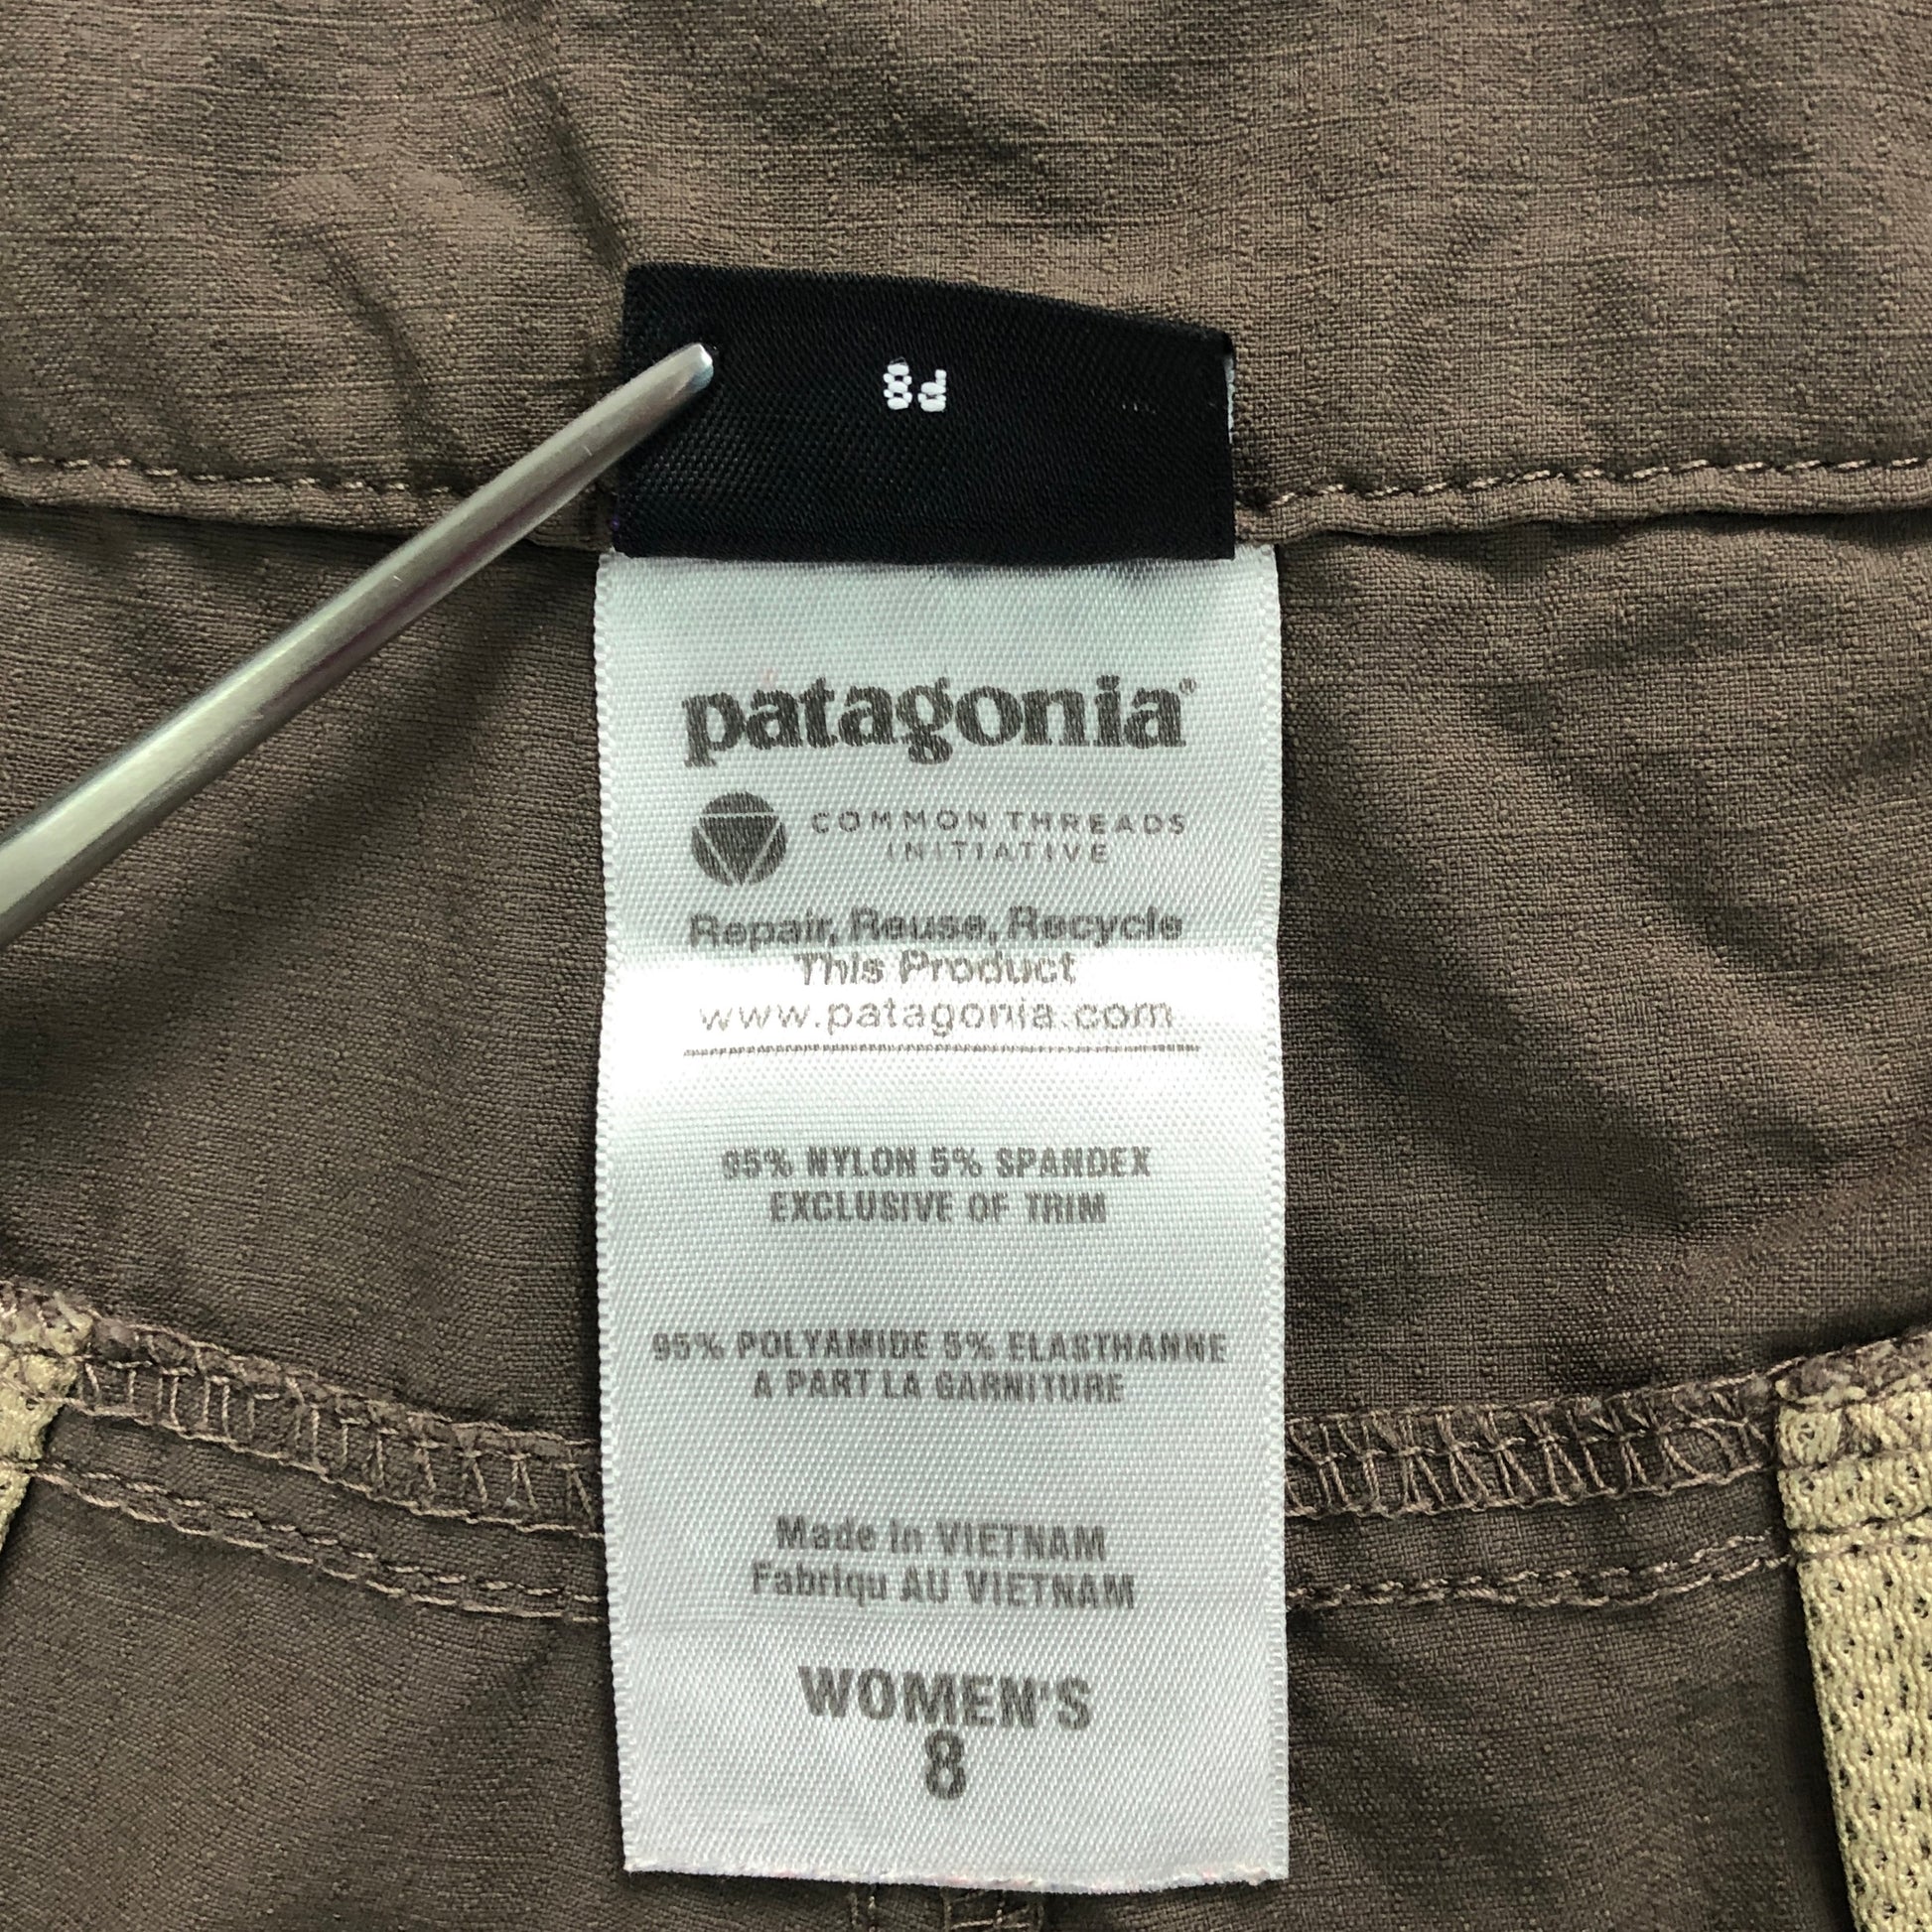 P8
patagonia®
COMMON THREADS
INITIATIVE
Repair, Reuse, Recycle
This Product
www.patagonia.com
95% NYLON 5% SPANDEX
EXCLUSIVE OF TRIM
95% POLYAMIDE 5% ELASTHANNE
A PART LA GARNITURE
Made in VIETNAM
Fabriqu AU VIETNAM
WOMEN'S
8